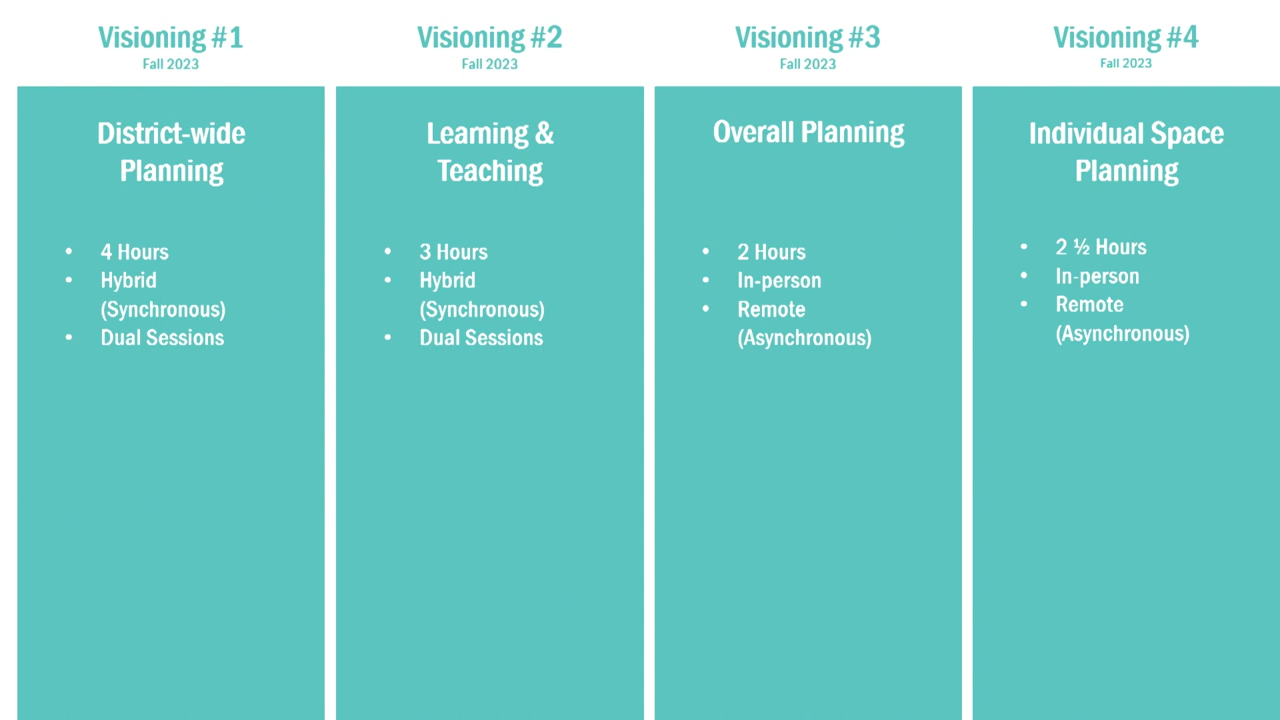 Visioning #1
Fall 2023
District-wide
Planning
• 4 Hours
• Hybrid
(Synchronous)
• Dual Sessions
Visioning #2
Fall 2023
Learning &
Teaching
• 3 Hours
• Hybrid
(Synchronous)
• Dual Sessions
Visioning #3
Fall 2023
Overall Planning
• 2 Hours
• In-person
• Remote
(Asynchronous)
Visioning #4
Fall 2023
Individual Space
Planning
• 2 ½ Hours
• In-person
• Remote
(Asynchronous)